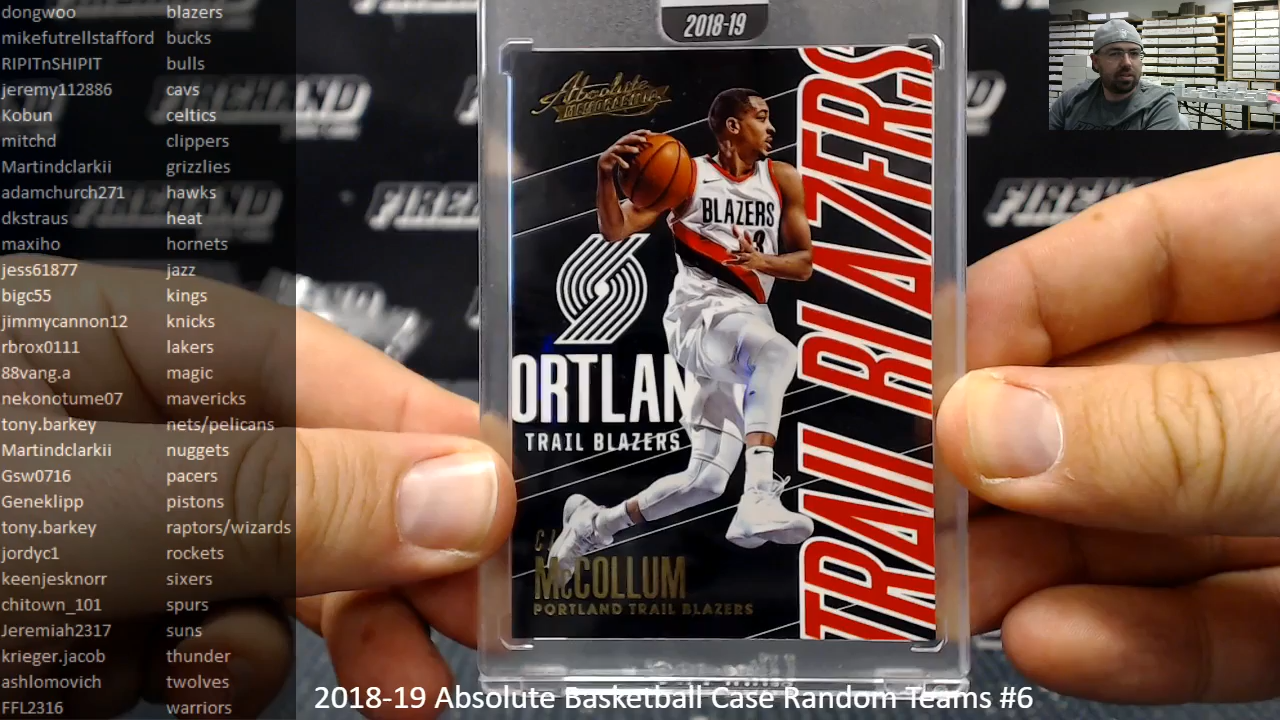 dongwoo blazers
mikefutrellstafford bucks
RIPITnSHIPIT bulls
jeremy112886 cavs
Kobun celtics
mitchd clippers
Martindclarkii grizzlies
adamchurch271 hawks
dkstraus heat
maxiho hornets
jess61877 jazz
bigc55 kings
jimmycannon12 knicks
rbrox0111 lakers
88vang.a magic
nekonotume07 mavericks
tony.barkey nets/pelicans
Martindclarkii nuggets
Gsw0716 pacers
Geneklipp pistons
tony.barkey raptors/wizards
jordyc1 rockets
keenjesknorr sixers
chitown_101 spurs
Jeremiah2317 suns
krieger.jacob thunder
ashlomovich twolves
FFL2316 warriors
2018-19
Absolute
MEMORABILIA
BLAZERS
3
ORTLAN
TRAIL BLAZERS
McCOLLUM
PORTLAND TRAIL BLAZERS
TRAIL BLAZERS
FIREHAND
FIREHAND
2018-19 Absolute Basketball Case Random Teams #6